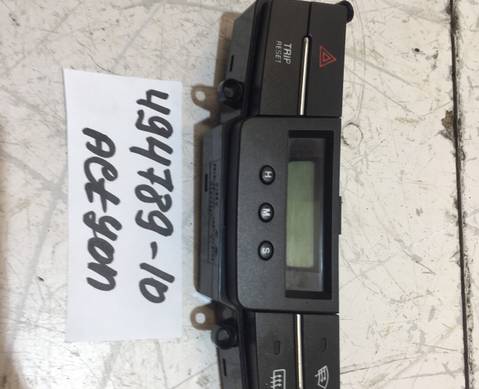 494789-10
ACTYON
TRIP
RESET
H
M
S